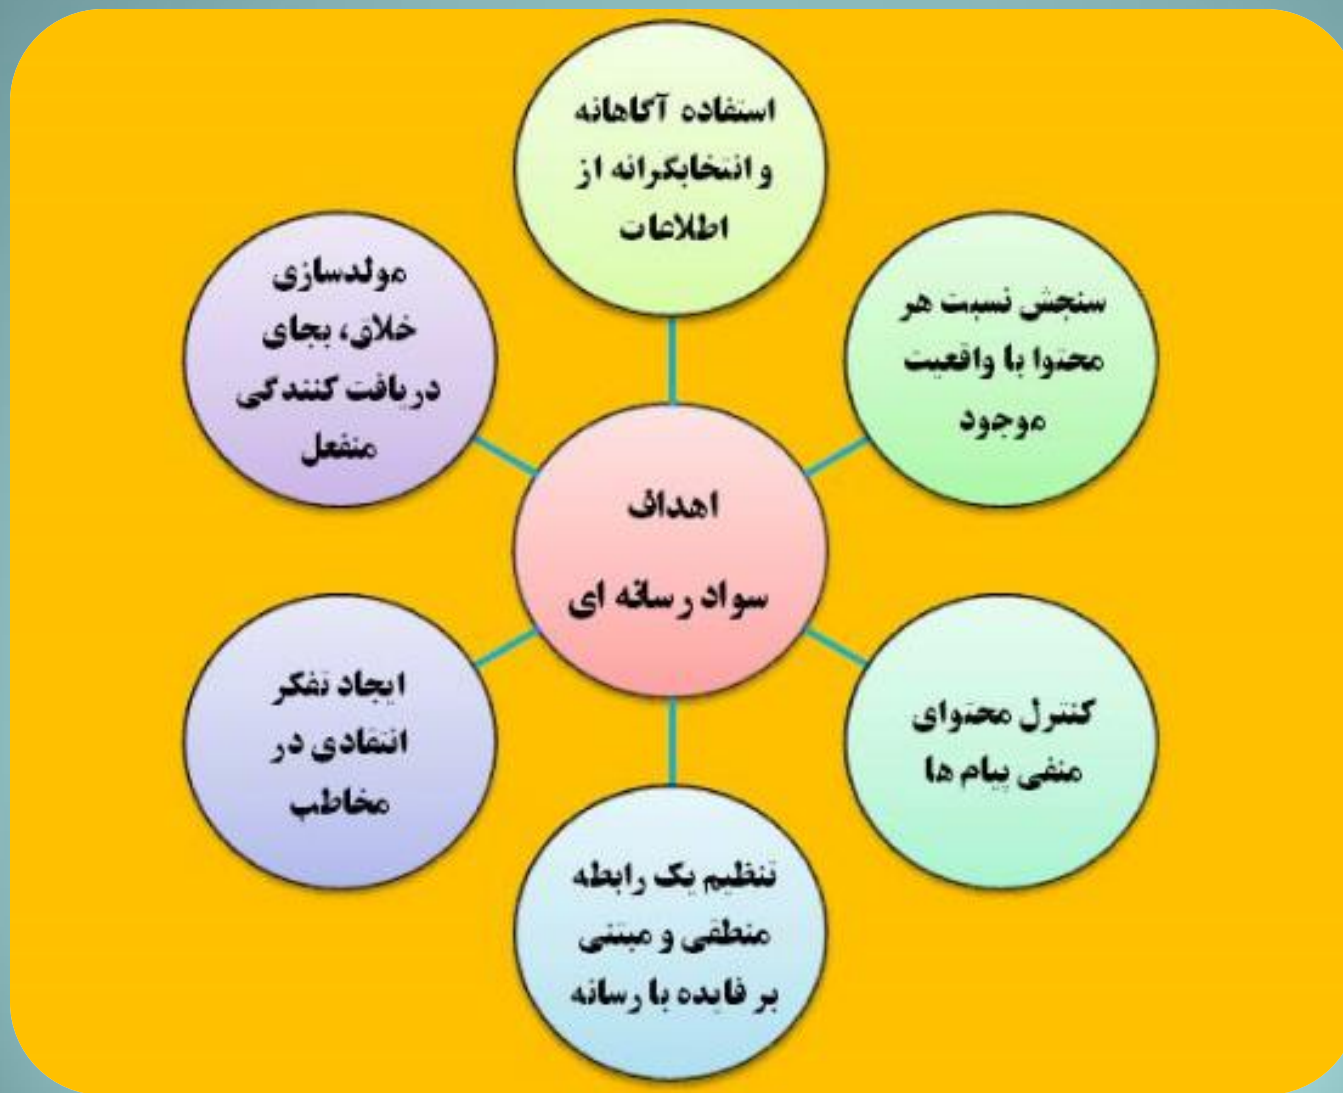 اهداف
سواد رسانه ای
استفاده آگاهانه
و انتخابگرانه از
اطلاعات
سنجش نسبت هر
محتوا با واقعیت
موجود
کنترل محتوای
منفی پیام ها
تنظیم یک رابطه
منطقی و مبتنی
بر فایده با رسانه
ایجاد تفکر
انتقادی در
مخاطب
مولدسازی
خلاق، بجای
دریافت کنندگی
منفعل